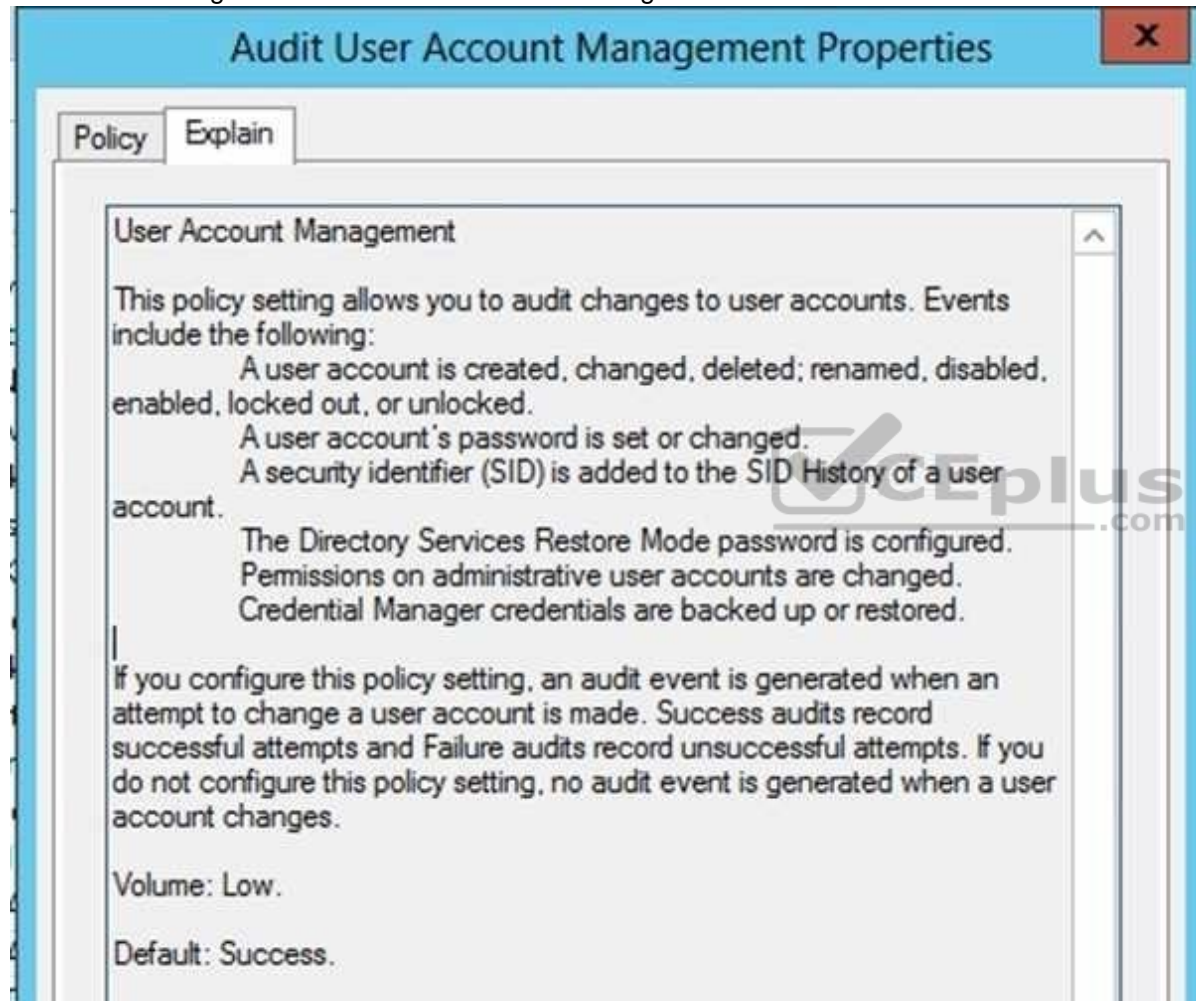 Audit User Account Management Properties
x
Policy Explain
User Account Management
This policy setting allows you to audit changes to user accounts. Events
include the following:
A user account is created, changed, deleted; renamed, disabled,
enabled, locked out, or unlocked.
A user account's password is set or changed.
A security identifier (SID) is added to the SID History of a user
account.
CEplus
.com
The Directory Services Restore Mode password is configured.
Permissions on administrative user accounts are changed.
Credential Manager credentials are backed up or restored.
If you configure this policy setting, an audit event is generated when an
attempt to change a user account is made. Success audits record
successful attempts and Failure audits record unsuccessful attempts. If you
do not configure this policy setting, no audit event is generated when a user
account changes.
Volume: Low.
Default: Success.